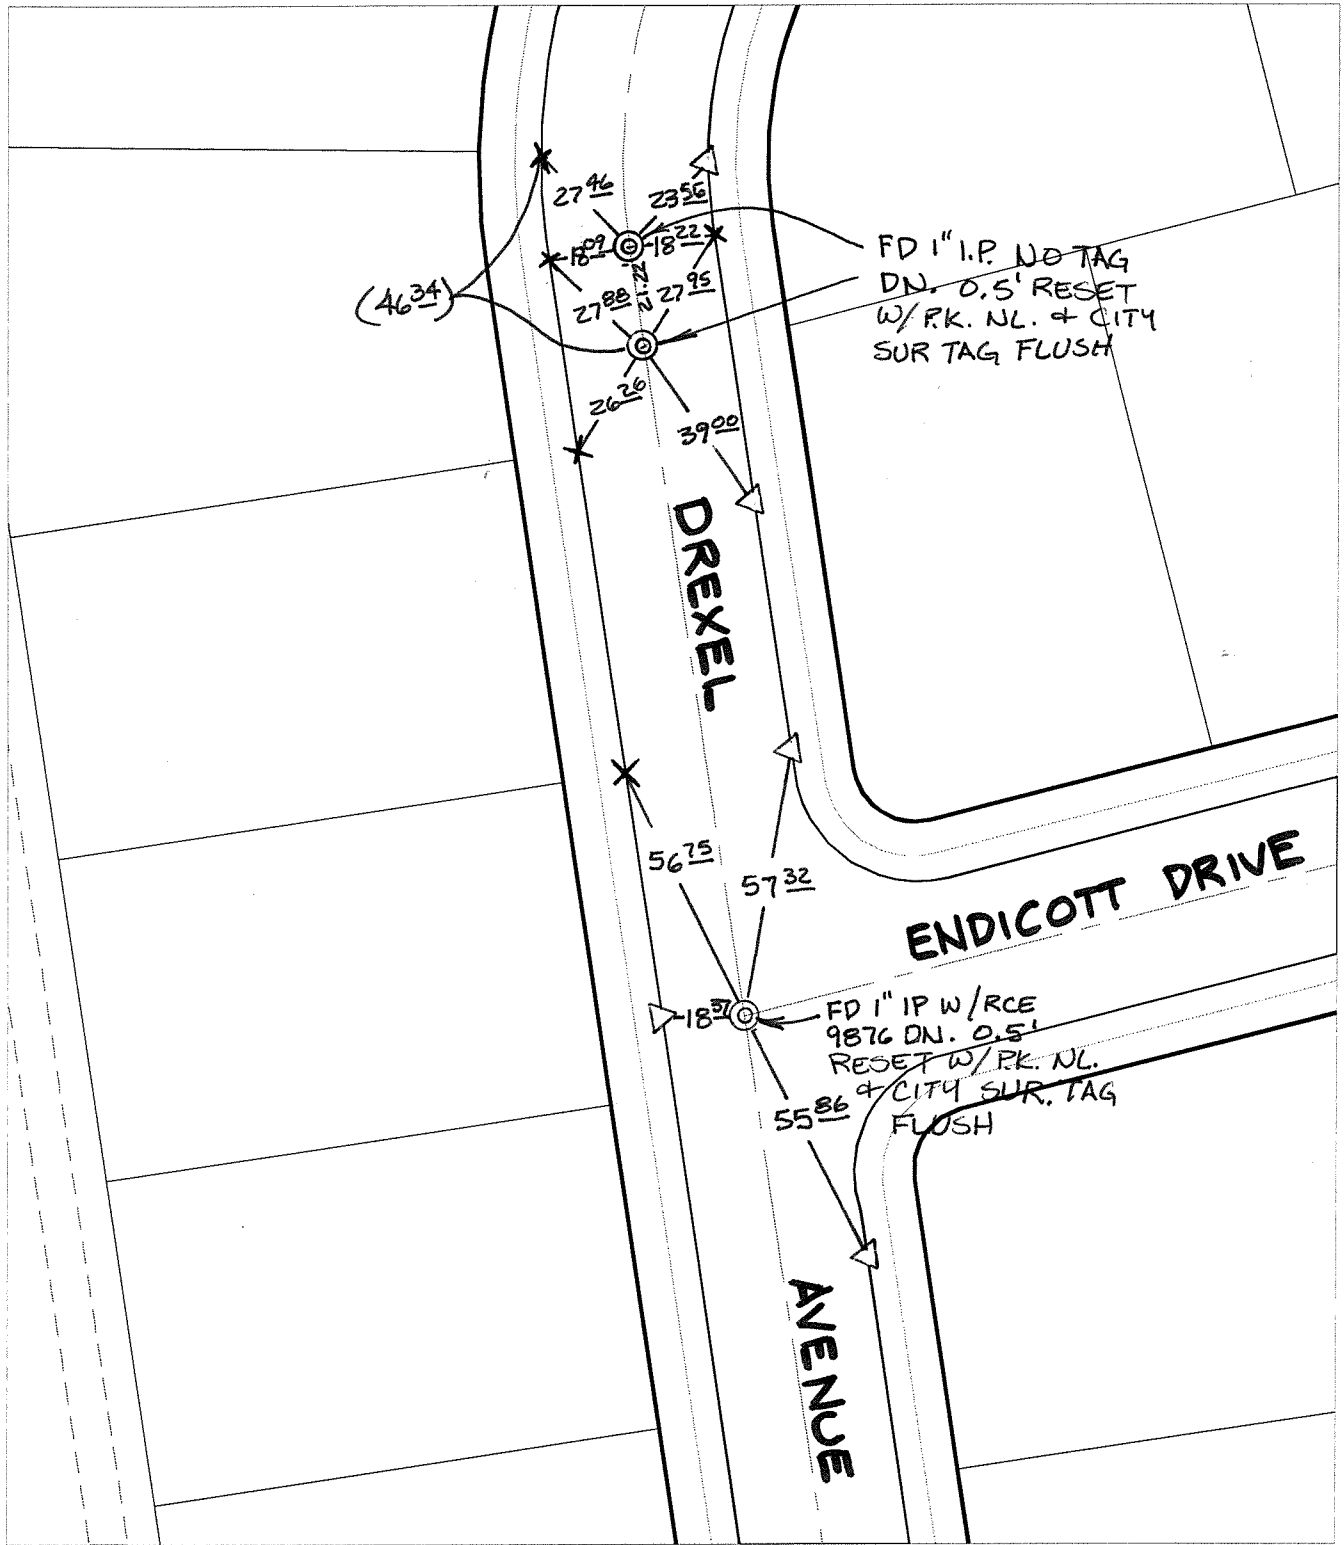 27 46
23 56
18 09
18 22
22.12
27 88
27 95
(46 34)
FD 1" I.P. NO TAG
DN. 0.5' RESET
W/ P.K. NL. & CITY
SUR TAG FLUSH
26 26
39 00
DREXEL
56 75
57 32
ENDICOTT DRIVE
18 37
FD 1" IP W/RCE
9876 DN. 0.5'
RESET W/ P.K. NL.
& CITY SUR. TAG
FLUSH
55 86
AVENUE